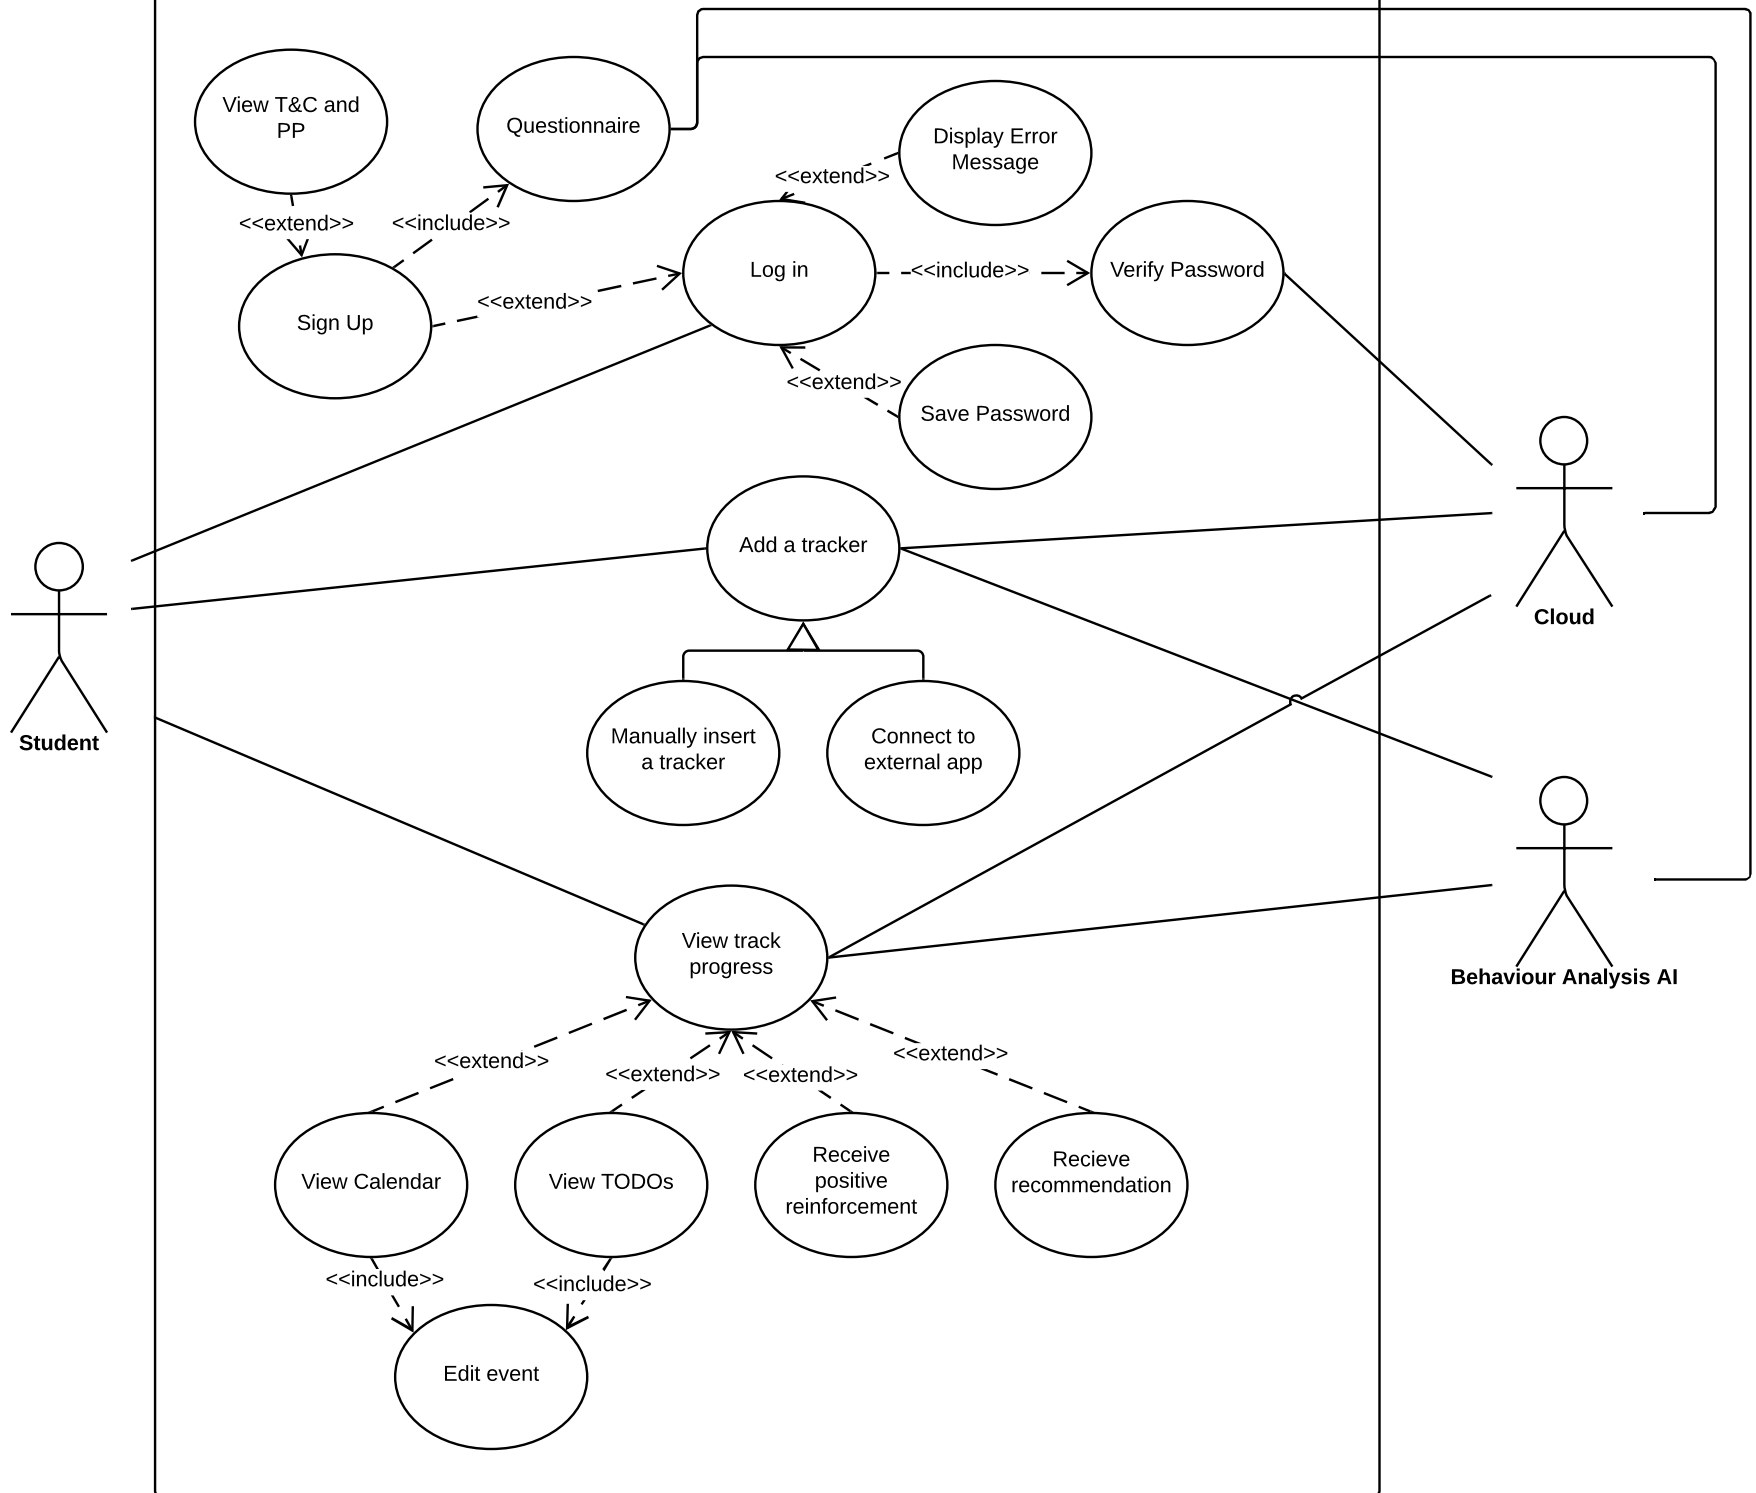 View T&C and
PP
Questionnaire
Display Error
Message
<<extend>>
<<extend>>
<<include>>
Log in
<<include>>
Verify Password
Sign Up
<<extend>>
<<extend>>
Save Password
Add a tracker
Cloud
Student
Manually insert
a tracker
Connect to
external app
View track
progress
Behaviour Analysis AI
<<extend>>
<<extend>>
<<extend>>
<<extend>>
View Calendar
View TODOs
Receive
positive
reinforcement
Recieve
recommendation
<<include>>
<<include>>
Edit event